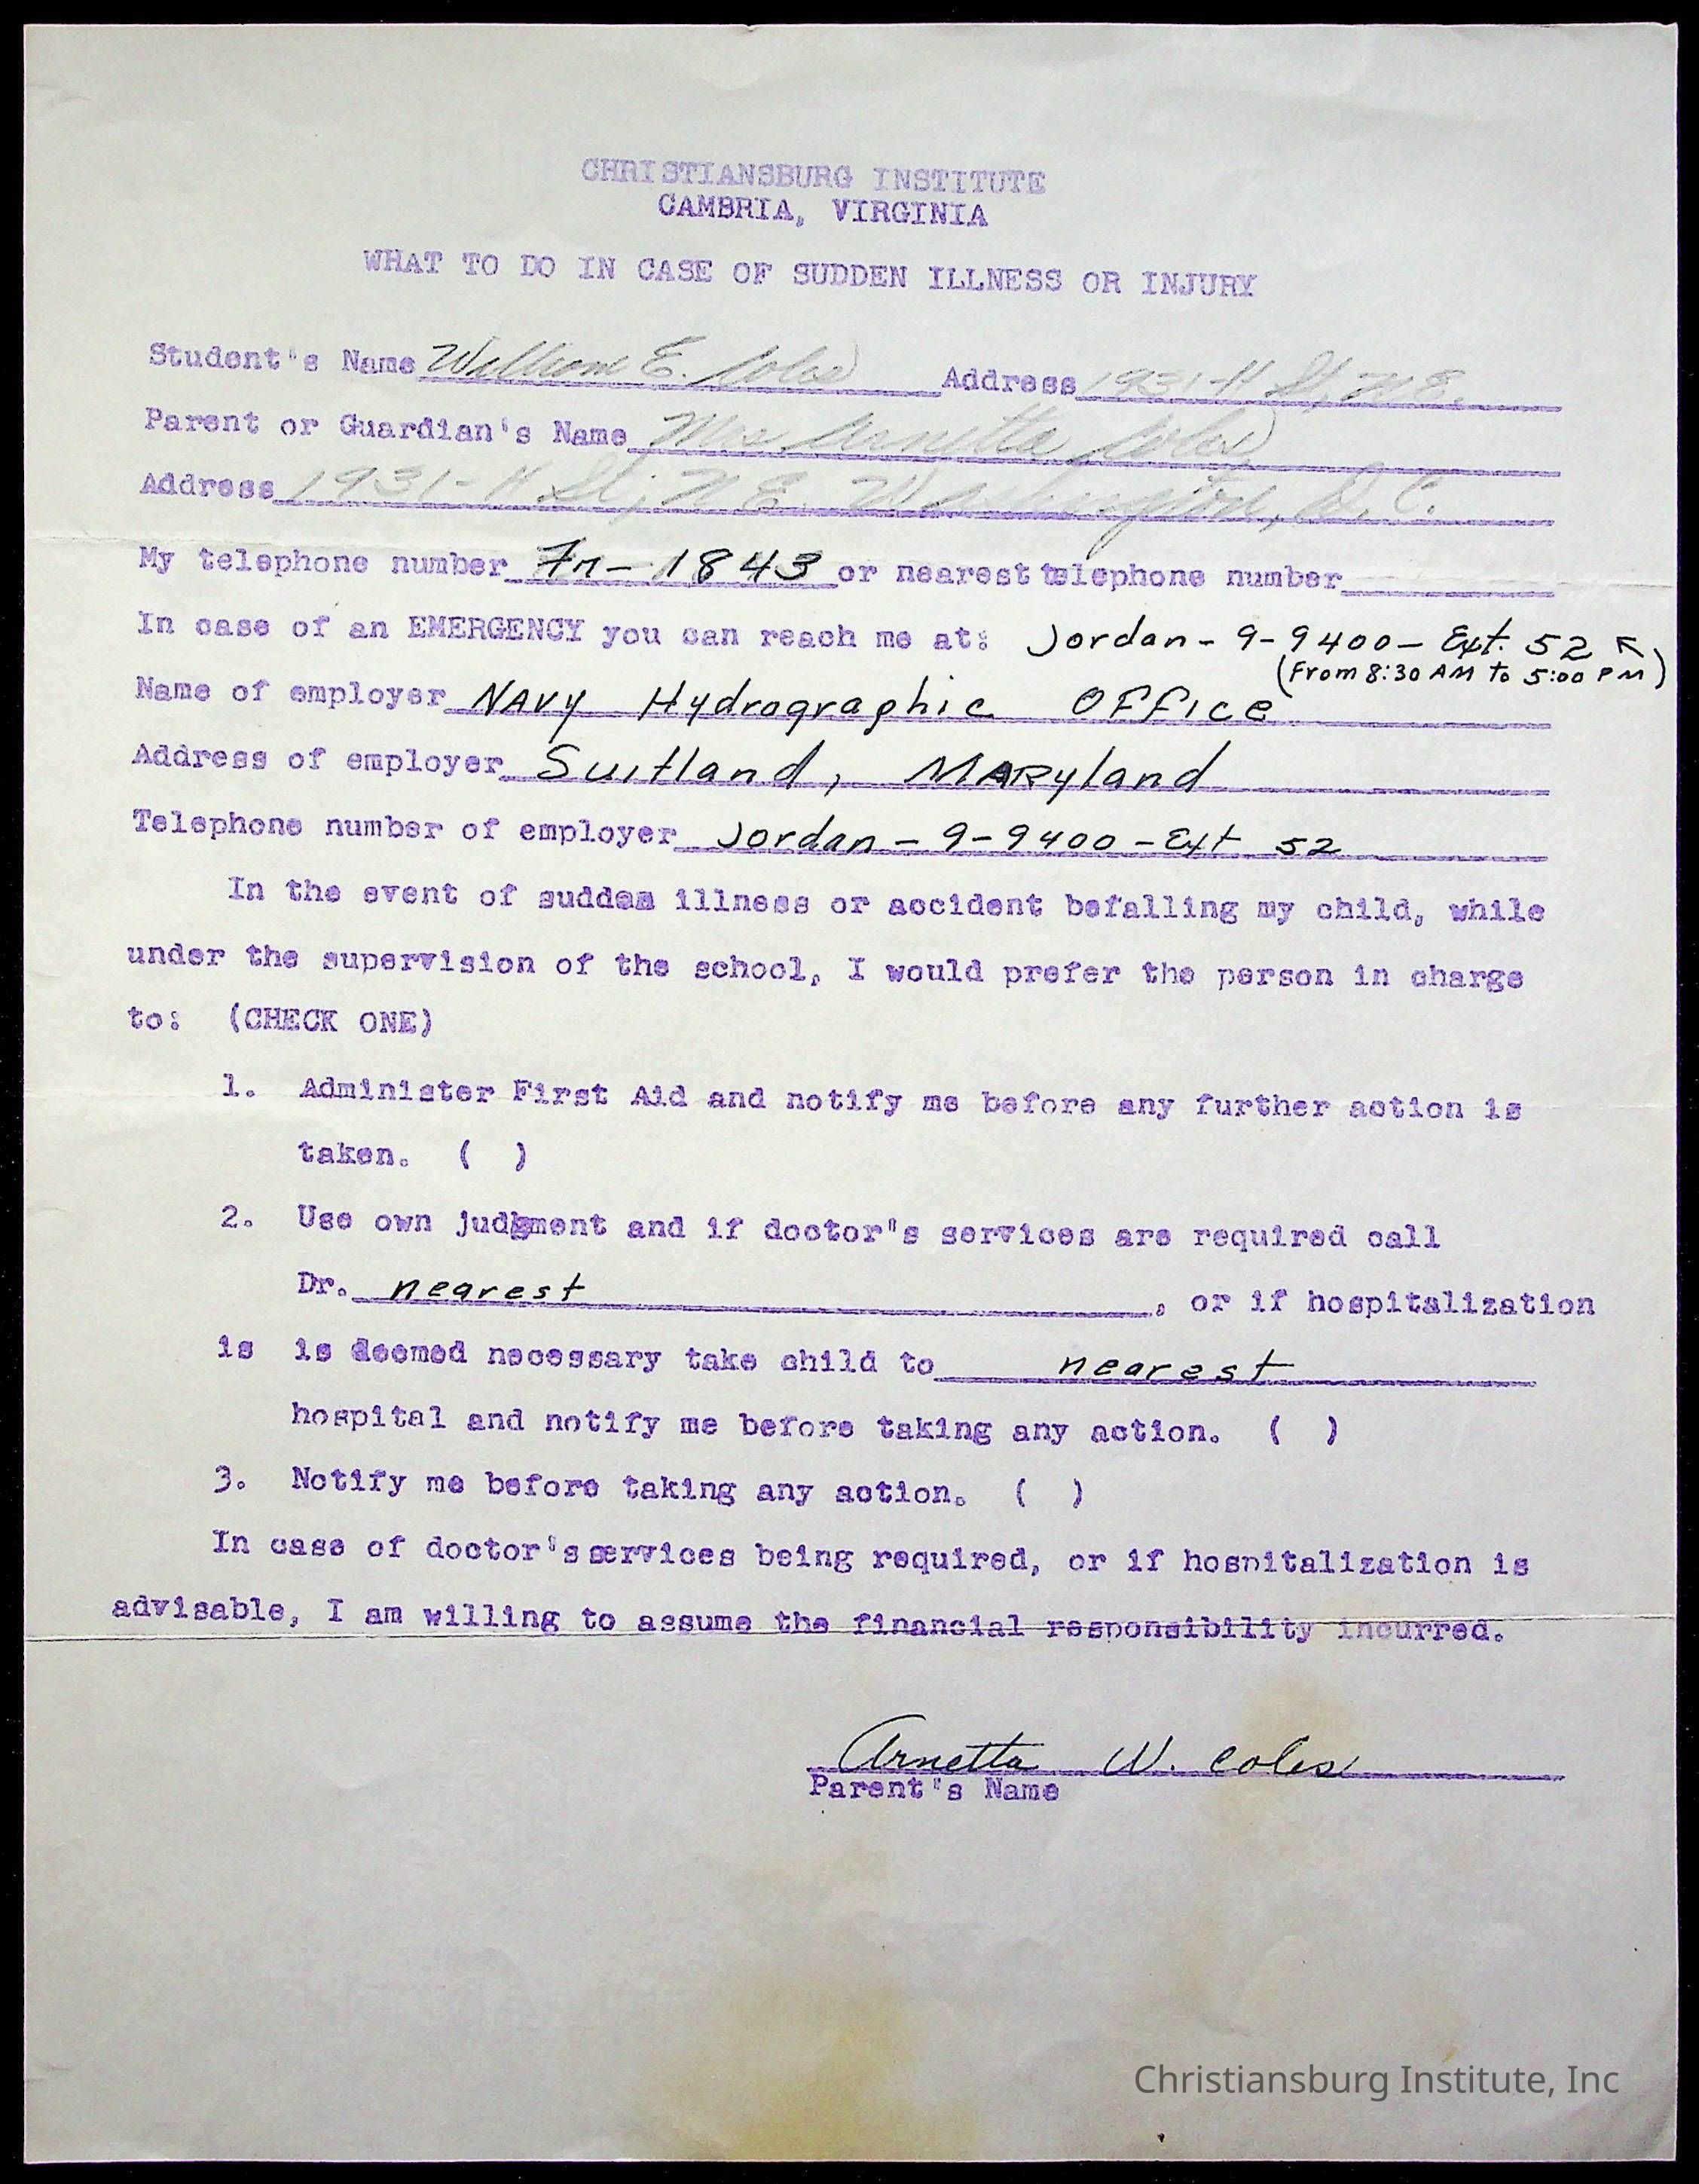 CHRISTIANSBURG INSTITUTE
CAMBRIA, VIRGINIA
WHAT TO DO IN CASE OF SUDDEN ILLNESS OR INJURY
Student's Name William E. Coles Address 1931-H St, N.E.
Parent or Guardian's Name Mrs Arnetta Coles
Address 1931-H St, N.E. Washington, D.C.
My telephone number -1843 or nearest telephone number
In case of an EMERGENCY you can reach me at: Jordan - 9-9400 - Ext. 52
(From 8:30 AM to 5:00 PM)
Name of employer NAVY Hydrographic OFFice
Address of employer Suitland, MARyland
Telephone number of employer Jordan - 9-9400 - Ext 52
In the event of sudden illness or accident befalling my child, while
under the supervision of the school, I would prefer the person in charge
to: (CHECK ONE)
1. Administer First Aid and notify me before any further action is
taken. ( )
2. Use own judgment and if doctor's services are required call
Dr. nearest, or if hospitalization
is is deemed necessary take child to nearest
hospital and notify me before taking any action. ( )
3. Notify me before taking any action. ( )
In case of doctor's services being required, or if hospitalization is
advisable, I am willing to assume the financial responsibility incurred.
Arnetta W. Coles
Parent's Name
Christiansburg Institute, Inc